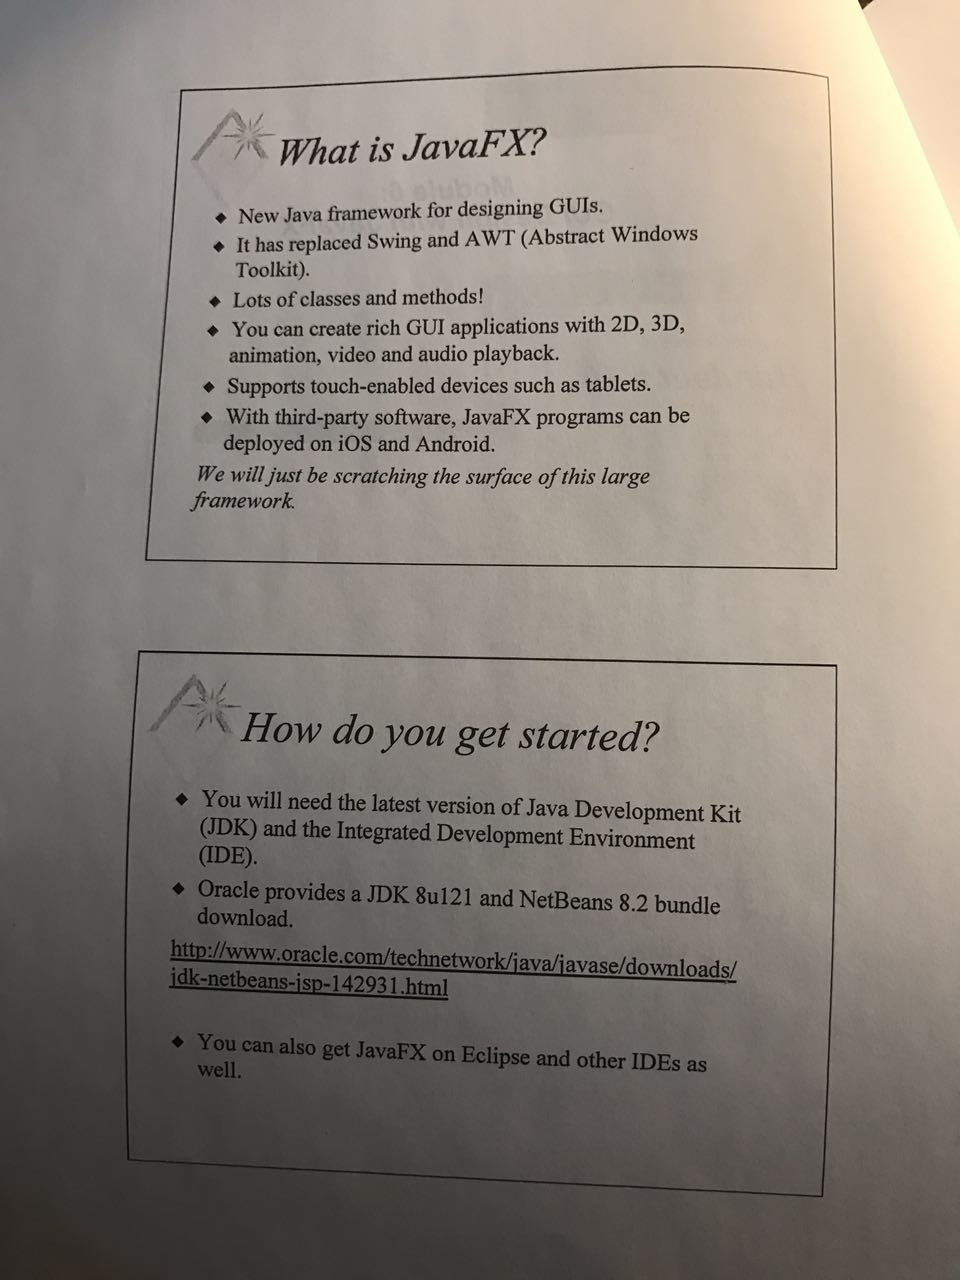 What is JavaFX?
◆ New Java framework for designing GUIs.
◆ It has replaced Swing and AWT (Abstract Windows
Toolkit).
◆ Lots of classes and methods!
◆ You can create rich GUI applications with 2D, 3D,
animation, video and audio playback.
◆ Supports touch-enabled devices such as tablets.
◆ With third-party software, JavaFX programs can be
deployed on iOS and Android.
We will just be scratching the surface of this large
framework.
How do you get started?
◆ You will need the latest version of Java Development Kit
(JDK) and the Integrated Development Environment
(IDE).
◆ Oracle provides a JDK 8u121 and NetBeans 8.2 bundle
download.
http://www.oracle.com/technetwork/java/javase/downloads/
jdk-netbeans-jsp-142931.html
◆ You can also get JavaFX on Eclipse and other IDEs as
well.